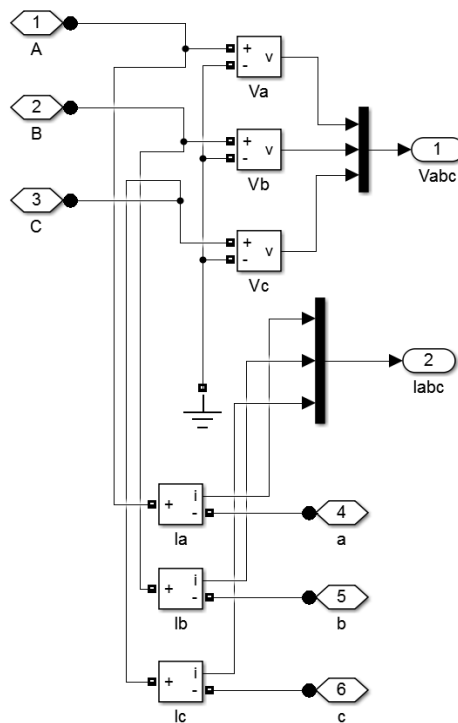 1
A
+
-
v
Va
2
B
+
-
v
Vb
1
Vabc
3
C
+
-
v
Vc
2
Iabc
+
i
-
Ia
4
a
+
i
-
Ib
5
b
+
i
-
Ic
6
c